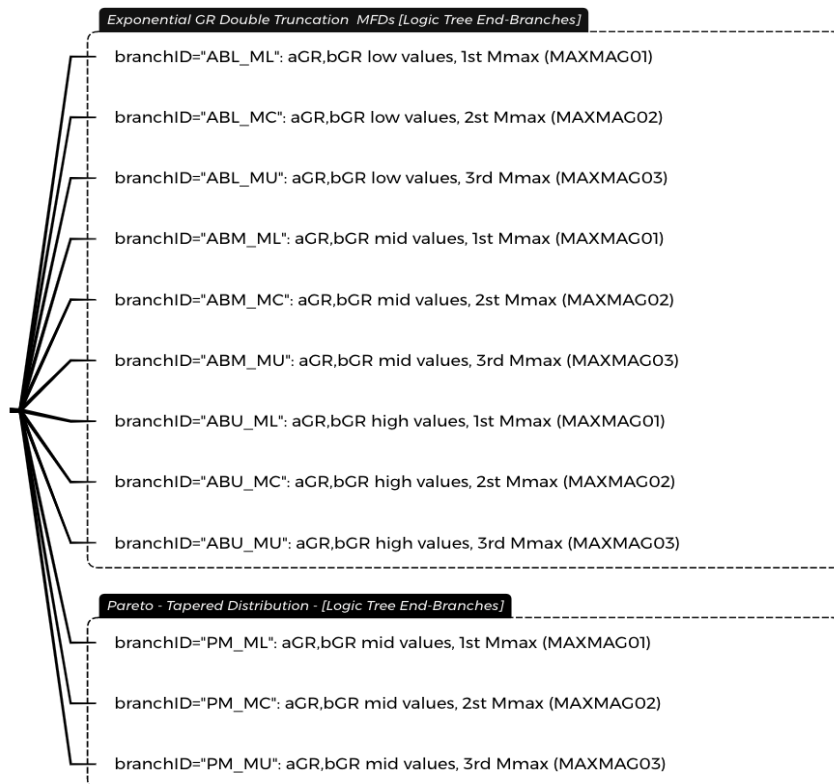 Exponential GR Double Truncation MFDs [Logic Tree End-Branches]
branchID="ABL_ML": aGR,bGR low values, 1st Mmax (MAXMAG01)
branchID="ABL_MC": aGR,bGR low values, 2st Mmax (MAXMAG02)
branchID="ABL_MU": aGR,bGR low values, 3rd Mmax (MAXMAG03)
branchID="ABM_ML": aGR,bGR mid values, 1st Mmax (MAXMAG01)
branchID="ABM_MC": aGR,bGR mid values, 2st Mmax (MAXMAG02)
branchID="ABM_MU": aGR,bGR mid values, 3rd Mmax (MAXMAG03)
branchID="ABU_ML": aGR,bGR high values, 1st Mmax (MAXMAG01)
branchID="ABU_MC": aGR,bGR high values, 2st Mmax (MAXMAG02)
branchID="ABU_MU": aGR,bGR high values, 3rd Mmax (MAXMAG03)
Pareto - Tapered Distribution - [Logic Tree End-Branches]
branchID="PM_ML": aGR,bGR mid values, 1st Mmax (MAXMAG01)
branchID="PM_MC": aGR,bGR mid values, 2st Mmax (MAXMAG02)
branchID="PM_MU": aGR,bGR mid values, 3rd Mmax (MAXMAG03)